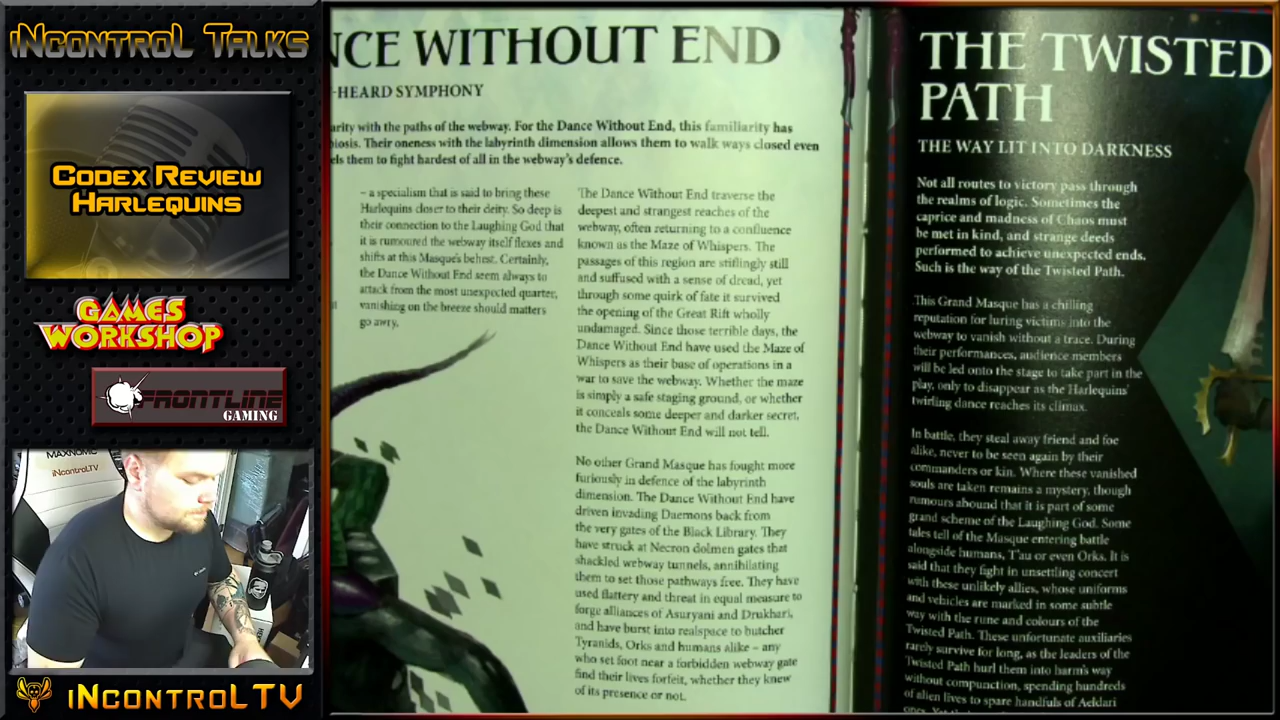 iNcontroL Talks
Codex Review
Harlequins
GAMES
WORKSHOP
FRONTLINE
GAMING
MAXNOMIC
iNcontroLTV
iNcontroLTV
NCE WITHOUT END
-HEARD SYMPHONY
arity with the paths of the webway. For the Dance Without End, this familiarity has
biosis. Their oneness with the labyrinth dimension allows them to walk ways closed even
els them to fight hardest of all in the webway's defence.
– a specialism that is said to bring these
Harlequins closer to their deity. So deep is
their connection to the Laughing God that
it is rumoured the webway itself flexes and
shifts at this Masque's behest. Certainly,
the Dance Without End seem always to
attack from the most unexpected quarter,
vanishing on the breeze should matters
go awry.
The Dance Without End traverse the
deepest and strangest reaches of the
webway, often returning to a confluence
known as the Maze of Whispers. The
passages of this region are stiflingly still
and suffused with a sense of dread, yet
through some quirk of fate it survived
the opening of the Great Rift wholly
undamaged. Since those terrible days, the
Dance Without End have used the Maze of
Whispers as their base of operations in a
war to save the webway. Whether the maze
is simply a safe staging ground, or whether
it conceals some deeper and darker secret,
the Dance Without End will not tell.
No other Grand Masque has fought more
furiously in defence of the labyrinth
dimension. The Dance Without End have
driven invading Daemons back from
the very gates of the Black Library. They
have struck at Necron dolmen gates that
shackled webway tunnels, annihilating
them to set those pathways free. They have
used flattery and threat in equal measure to
forge alliances of Asuryani and Drukhari,
and have burst into realspace to butcher
Tyranids, Orks and humans alike – any
who set foot near a forbidden webway gate
find their lives forfeit, whether they knew
of its presence or not.
THE TWISTED
PATH
THE WAY LIT INTO DARKNESS
Not all routes to victory pass through
the realms of logic. Sometimes the
caprice and madness of Chaos must
be met in kind, and strange deeds
performed to achieve unexpected ends.
Such is the way of the Twisted Path.
This Grand Masque has a chilling
reputation for luring victims into the
webway to vanish without a trace. During
their performances, audience members
will be led onto the stage to take part in the
play, only to disappear as the Harlequins'
twirling dance reaches its climax.
In battle, they steal away friend and foe
alike, never to be seen again by their
commanders or kin. Where these vanished
souls are taken remains a mystery, though
rumours abound that it is part of some
grand scheme of the Laughing God. Some
tales tell of the Masque entering battle
alongside humans, T'au or even Orks. It is
said that they fight in unsettling concert
with these unlikely allies, whose uniforms
and vehicles are marked in some subtle
way with the rune and colours of the
Twisted Path. These unfortunate auxiliaries
rarely survive for long, as the leaders of the
Twisted Path hurl them into harm's way
without compunction, spending hundreds
of alien lives to spare handfuls of Aeldari